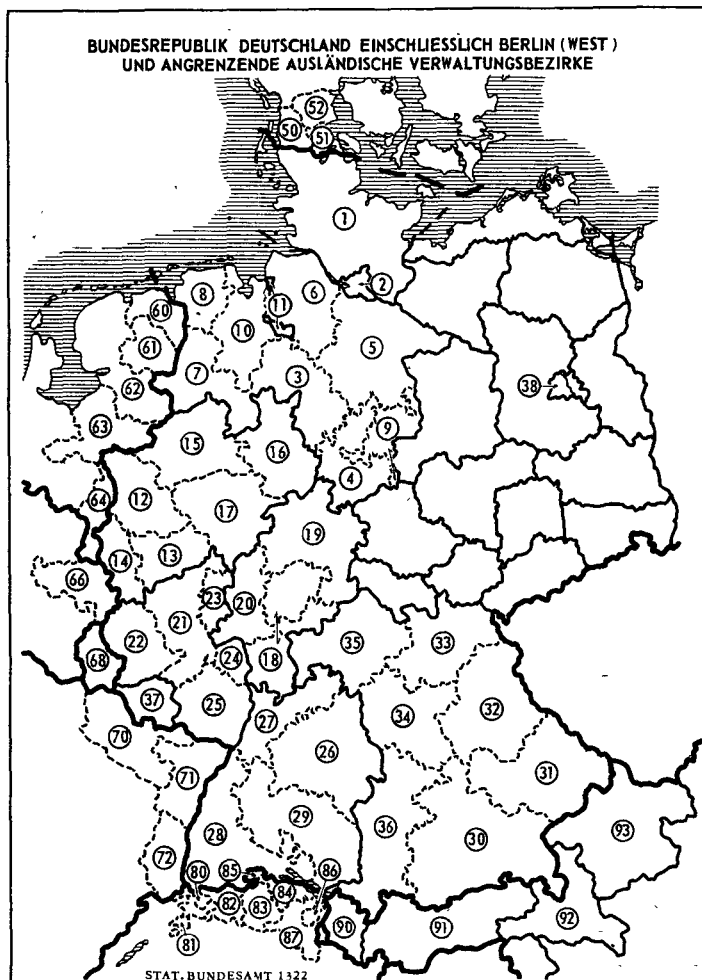 BUNDESREPUBLIK DEUTSCHLAND EINSCHLIESSLICH BERLIN (WEST)
UND ANGRENZENDE AUSLÄNDISCHE VERWALTUNGSBEZIRKE
52
50 51
1
2
8 6
60 11
10
61 5
7 3 38
62
63 9
15 16
4
64 12 17
19
14 13
66 23
21 20
22 35 33
68 24 18
37 25
27 34 32
70 26
71 31
29
28 36 30 93
72
80 85 86
84
82 83 90 92
81 87 91
STAT. BUNDESAMT 1322